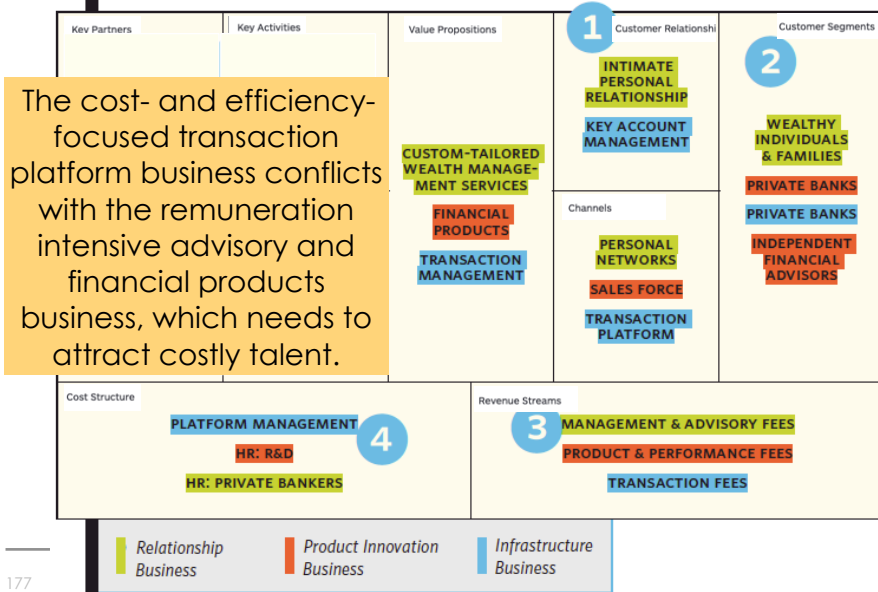 Key Partners
Key Activities
Value Propositions
1
Customer Relationshi
Customer Segments
2
INTIMATE
PERSONAL
RELATIONSHIP
KEY ACCOUNT
MANAGEMENT
The cost- and efficiency-
focused transaction
platform business conflicts
with the remuneration
intensive advisory and
financial products
business, which needs to
attract costly talent.
CUSTOM-TAILORED
WEALTH MANAGE-
MENT SERVICES
FINANCIAL
PRODUCTS
TRANSACTION
MANAGEMENT
WEALTHY
INDIVIDUALS
& FAMILIES
PRIVATE BANKS
PRIVATE BANKS
INDEPENDENT
FINANCIAL
ADVISORS
Channels
PERSONAL
NETWORKS
SALES FORCE
TRANSACTION
PLATFORM
Cost Structure
PLATFORM MANAGEMENT
HR: R&D
HR: PRIVATE BANKERS
4
Revenue Streams
3
MANAGEMENT & ADVISORY FEES
PRODUCT & PERFORMANCE FEES
TRANSACTION FEES
Relationship
Business
Product Innovation
Business
Infrastructure
Business
177